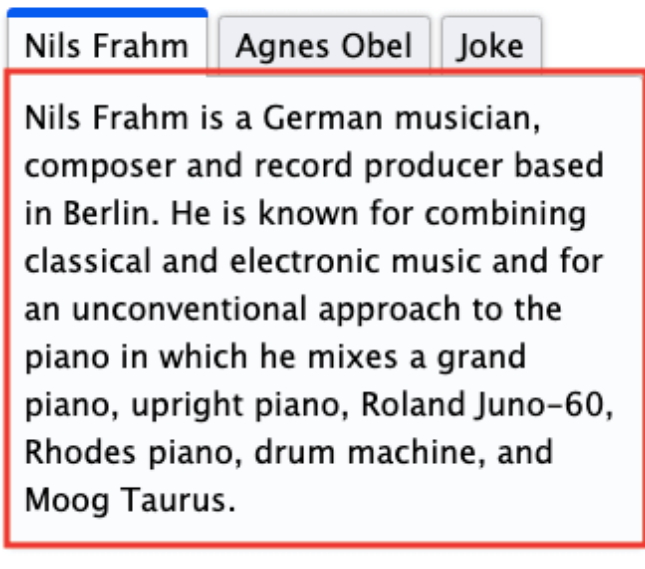 Nils Frahm Agnes Obel Joke
Nils Frahm is a German musician,
composer and record producer based
in Berlin. He is known for combining
classical and electronic music and for
an unconventional approach to the
piano in which he mixes a grand
piano, upright piano, Roland Juno–60,
Rhodes piano, drum machine, and
Moog Taurus.